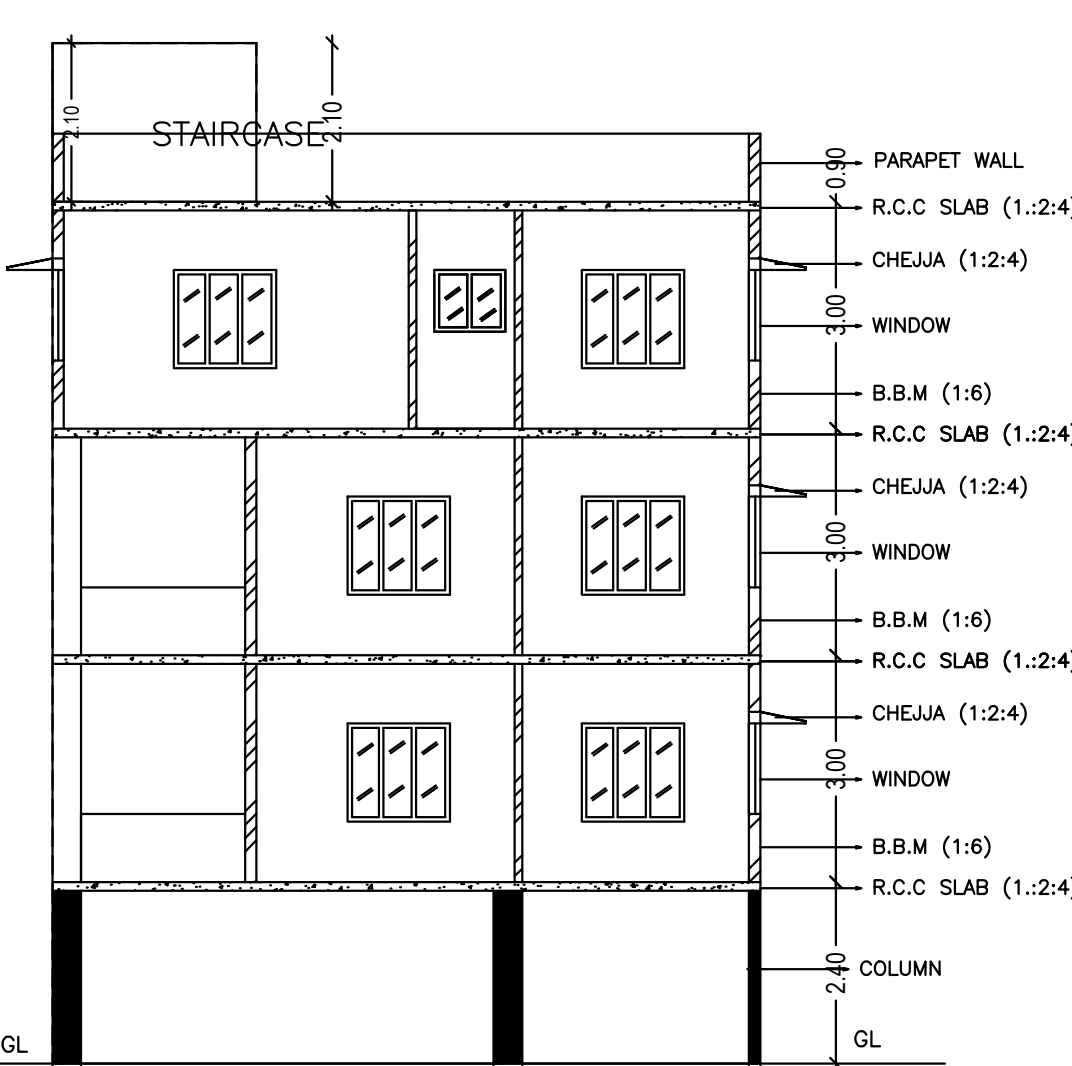 2.10
STAIRCASE
2.10
0.90
PARAPET WALL
R.C.C SLAB (1.:2:4)
CHEJJA (1:2:4)
3.00
WINDOW
B.B.M (1:6)
R.C.C SLAB (1.:2:4)
CHEJJA (1:2:4)
3.00
WINDOW
B.B.M (1:6)
R.C.C SLAB (1.:2:4)
CHEJJA (1:2:4)
3.00
WINDOW
B.B.M (1:6)
R.C.C SLAB (1.:2:4)
2.40
COLUMN
GL
GL